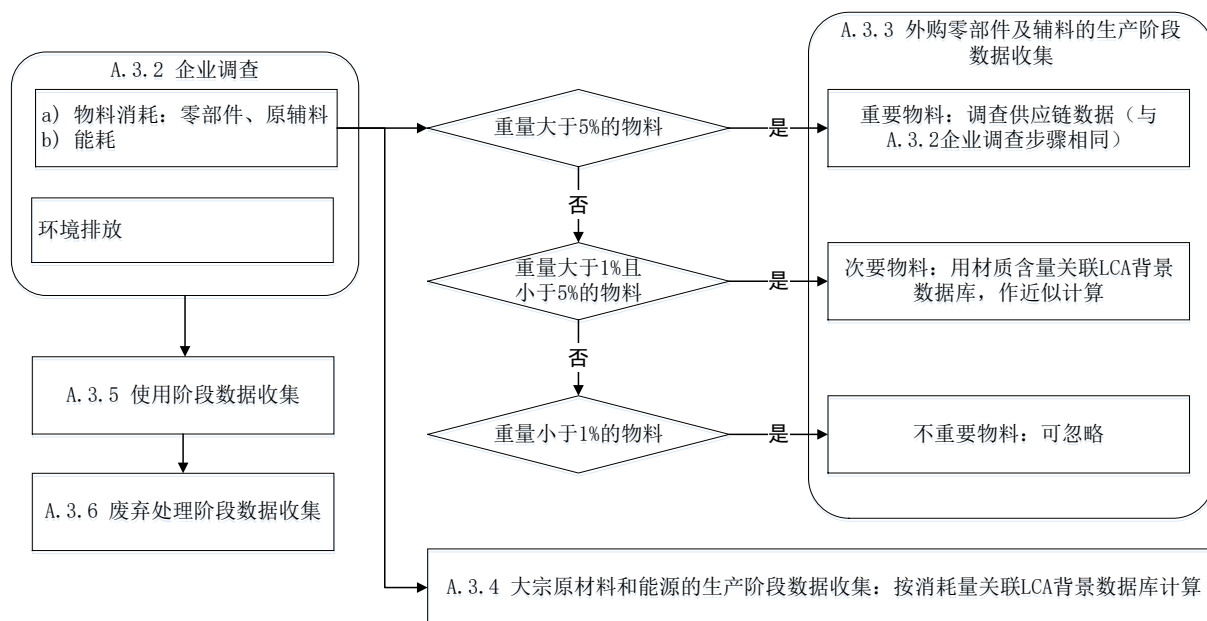 A.3.2 企业调查
a) 物料消耗：零部件、原辅料
b) 能耗
环境排放
A.3.5 使用阶段数据收集
A.3.6 废弃处理阶段数据收集
重量大于5%的物料
是
否
重量大于1%且
小于5%的物料
是
否
重量小于1%的物料
是
A.3.3 外购零部件及辅料的生产阶段
数据收集
重要物料：调查供应链数据（与
A.3.2企业调查步骤相同）
次要物料：用材质含量关联LCA背景
数据库，作近似计算
不重要物料：可忽略
A.3.4 大宗原材料和能源的生产阶段数据收集：按消耗量关联LCA背景数据库计算